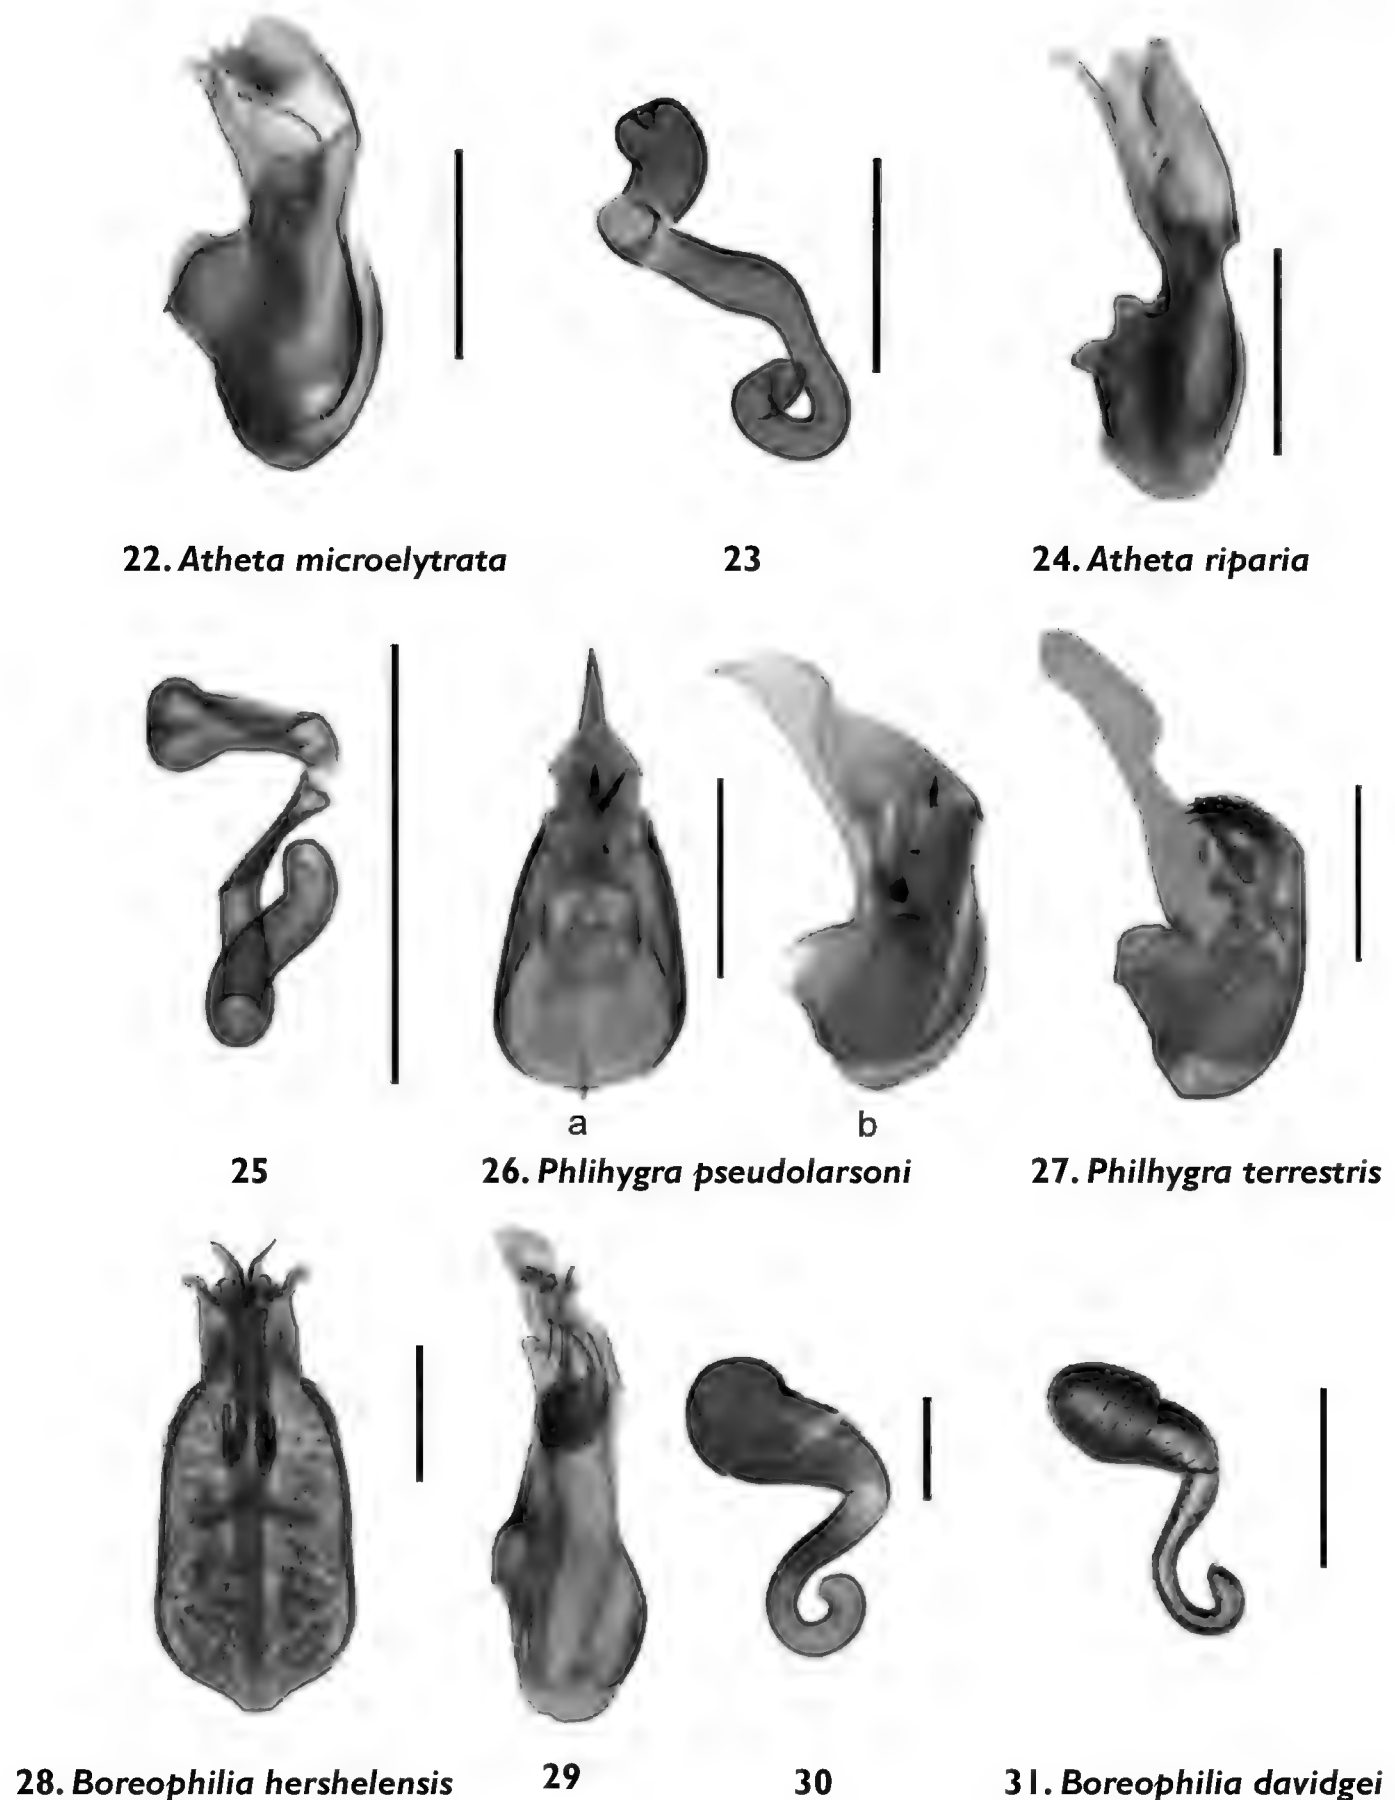 22. Atheta microelytrata 23 24. Atheta riparia
a b
25 26. Phlihygra pseudolarsoni 27. Philhygra terrestris
28. Boreophilia hershelensis 29 30 31. Boreophilia davidgei